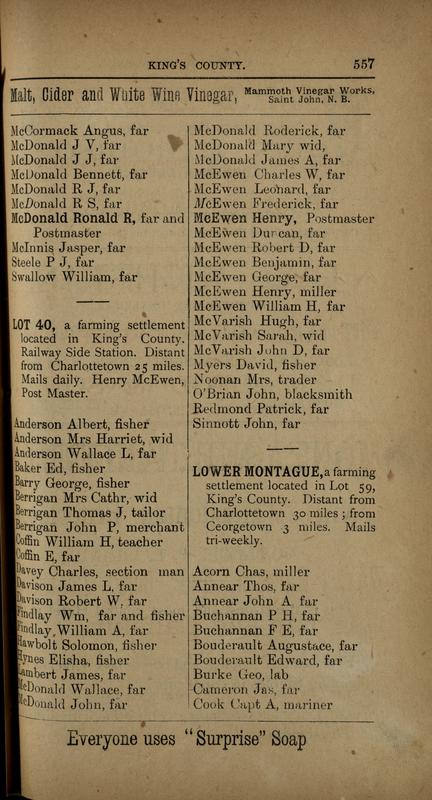 KING'S COUNTY. 557
Malt, Cider and White Wine Vinegar, Mammoth Vinegar Works,
Saint John, N. B.
McCormack Angus, far
McDonald J V, far
McDonald J J, far
McDonald Bennett, far
McDonald R J, far
McDonald R S, far
McDonald Ronald R, far and
Postmaster
McInnis Jasper, far
Steele P J, far
Swallow William, far
LOT 40, a farming settlement
located in King's County.
Railway Side Station. Distant
from Charlottetown 25 miles.
Mails daily. Henry McEwen,
Post Master.
Anderson Albert, fisher
Anderson Mrs Harriet, wid
Anderson Wallace L, far
Baker Ed, fisher
Barry George, fisher
Berrigan Mrs Cathr, wid
Berrigan Thomas J, tailor
Berrigan John P, merchant
Coffin William H, teacher
Coffin E, far
Davey Charles, section man
Davison James L, far
Davison Robert W, far
Findlay Wm, far and fisher
Findlay, William A, far
Hawbolt Solomon, fisher
Hynes Elisha, fisher
Lambert James, far
McDonald Wallace, far
McDonald John, far
McDonald Roderick, far
McDonald Mary wid,
McDonald James A, far
McEwen Charles W, far
McEwen Leonard, far
McEwen Frederick, far
McEwen Henry, Postmaster
McEwen Duncan, far
McEwen Robert D, far
McEwen Benjamin, far
McEwen George, far
McEwen Henry, miller
McEwen William H, far
McVarish Hugh, far
McVarish Sarah, wid
McVarish John D, far
Myers David, fisher
Noonan Mrs, trader
O'Brian John, blacksmith
Redmond Patrick, far
Sinnott John, far
LOWER MONTAGUE, a farming
settlement located in Lot 59,
King's County. Distant from
Charlottetown 30 miles; from
Georgetown 3 miles. Mails
tri-weekly.
Acorn Chas, miller
Annear Thos, far
Annear John A far
Buchannan P H, far
Buchannan F E, far
Bouderault Augustace, far
Bouderault Edward, far
Burke Geo, lab
Cameron Jas, far
Cook Capt A, mariner
Everyone uses "Surprise" Soap